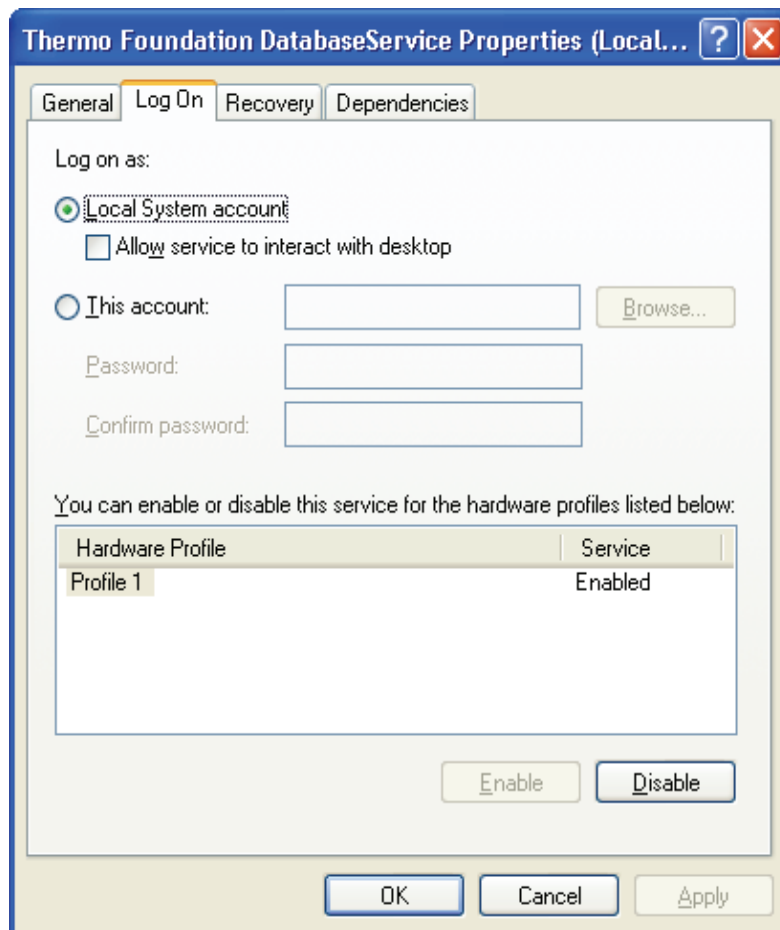 Thermo Foundation DatabaseService Properties (Local... ?
General Log On Recovery Dependencies
Log on as:
Local System account
Allow service to interact with desktop
This account: Browse...
Password:
Confirm password:
You can enable or disable this service for the hardware profiles listed below:
Hardware Profile Service
Profile 1 Enabled
Enable Disable
OK Cancel Apply